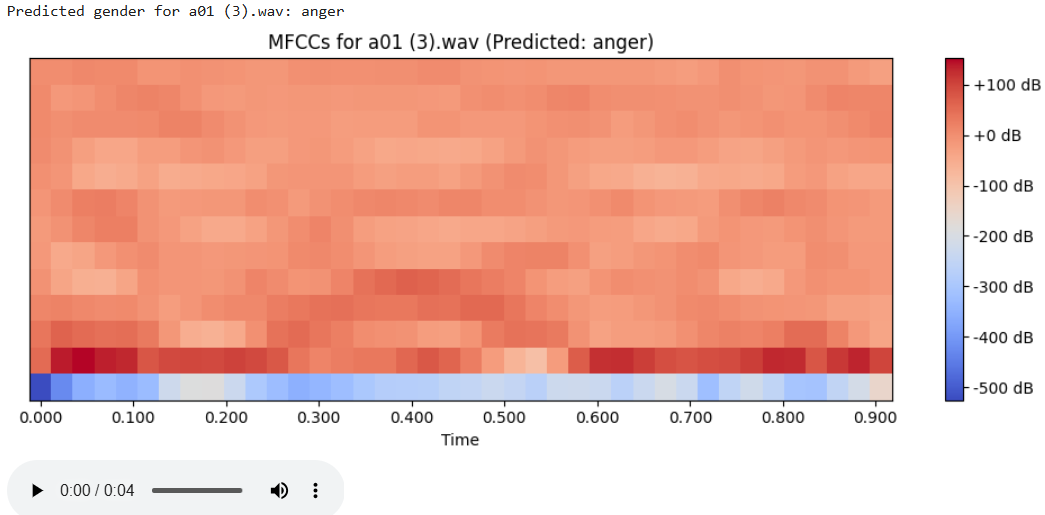 Predicted gender for a01 (3).wav: anger
MFCCs for a01 (3).wav (Predicted: anger)
+100 dB
+0 dB
-100 dB
-200 dB
-300 dB
-400 dB
-500 dB
0.000 0.100 0.200 0.300 0.400 0.500 0.600 0.700 0.800 0.900
Time
0:00 / 0:04